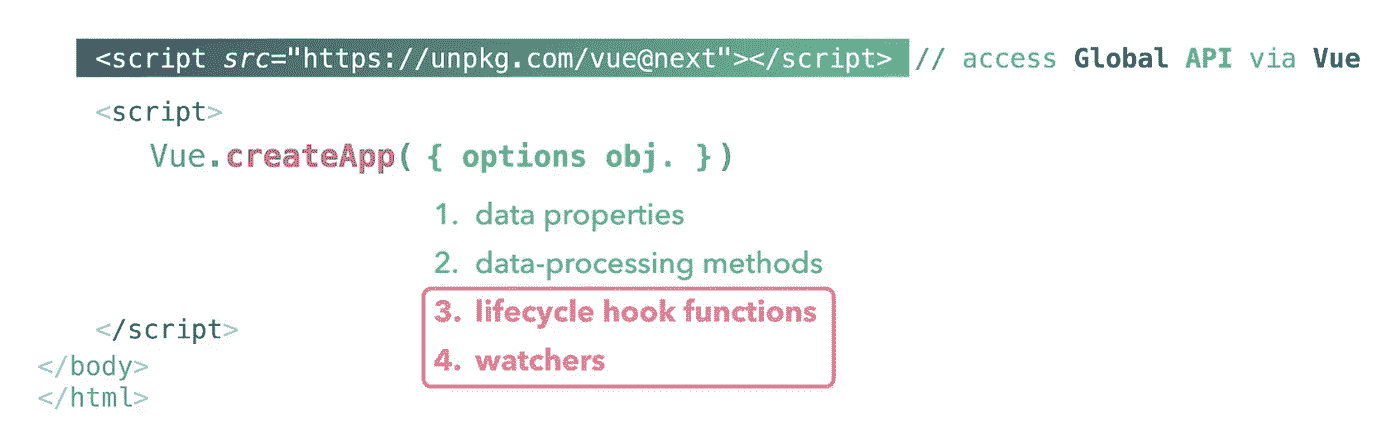 <script src="https://unpkg.com/vue@next"></script> // access Global API via Vue
<script>
Vue.createApp( { options obj. })
1. data properties
2. data-processing methods
3. lifecycle hook functions
</script>
4. watchers
</body>
</html>